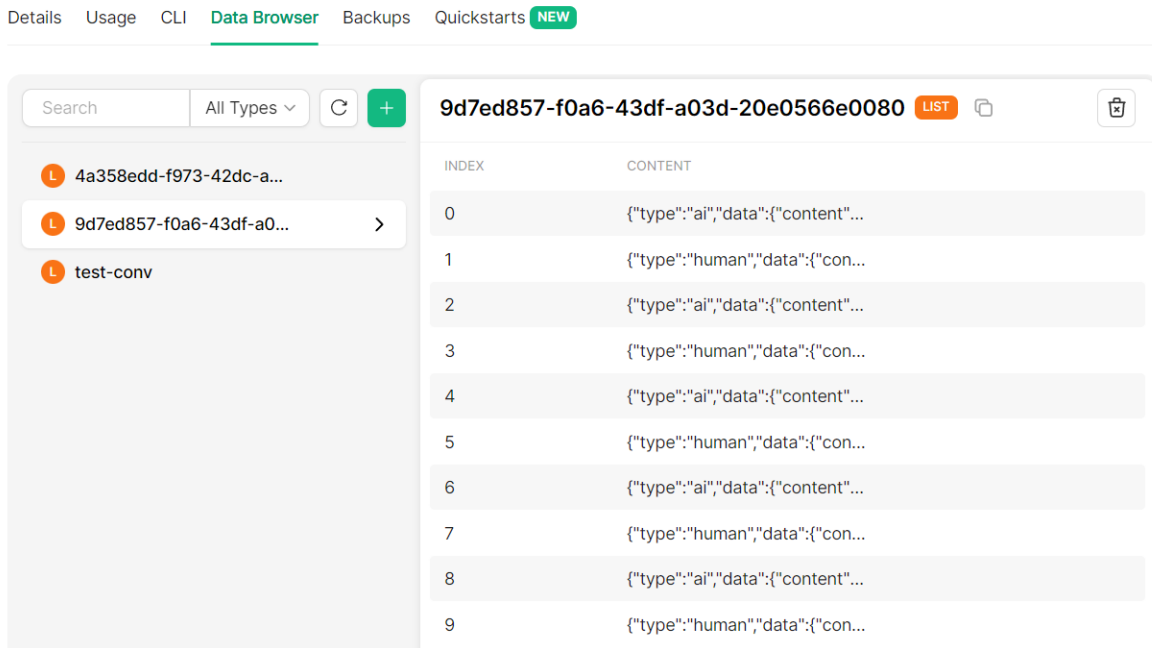 Details Usage CLI Data Browser Backups Quickstarts NEW
Search All Types
9d7ed857-f0a6-43df-a03d-20e0566e0080 LIST
L 4a358edd-f973-42dc-a...
L 9d7ed857-f0a6-43df-a0...
L test-conv
INDEX CONTENT
0 {"type":"ai","data":{"content"...
1 {"type":"human","data":{"con...
2 {"type":"ai","data":{"content"...
3 {"type":"human","data":{"con...
4 {"type":"ai","data":{"content"...
5 {"type":"human","data":{"con...
6 {"type":"ai","data":{"content"...
7 {"type":"human","data":{"con...
8 {"type":"ai","data":{"content"...
9 {"type":"human","data":{"con...